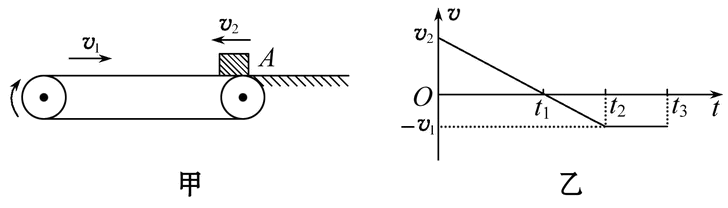 v₁
v₂
A
甲
v
v₂
O
t₁
t₂
t₃
t
−v₁
乙